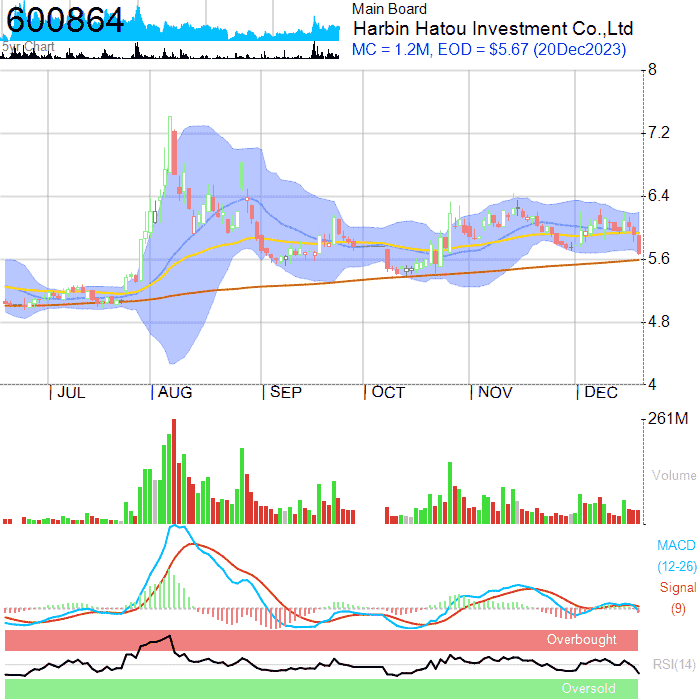 600864
5yr Chart
Main Board
Harbin Hatou Investment Co.,Ltd
MC = 1.2M, EOD = $5.67 (20Dec2023)
8
7.2
6.4
5.6
4.8
4
JUL AUG SEP OCT NOV DEC
261M
Volume
MACD
(12-26)
Signal
(9)
Overbought
RSI(14)
Oversold